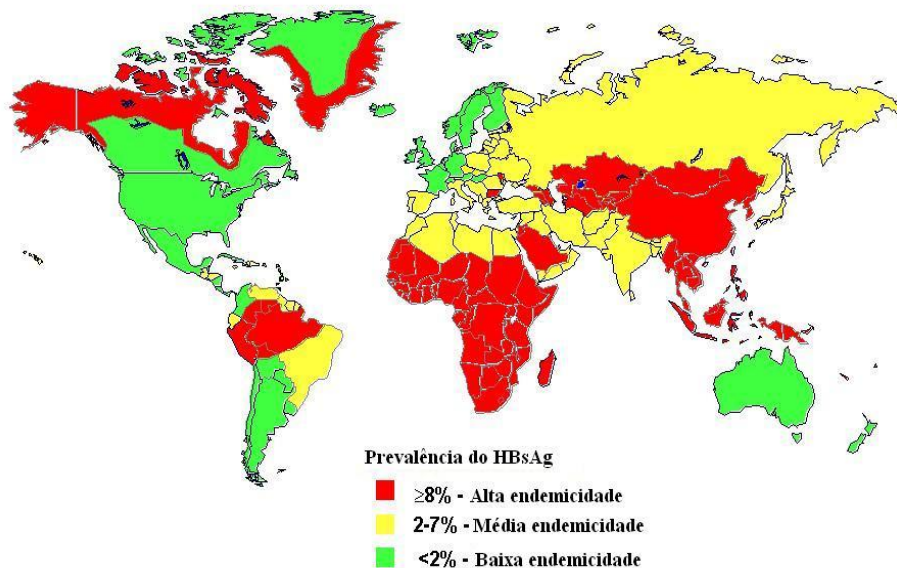 Prevalência do HBsAg
≥8% - Alta endemicidade
2-7% - Média endemicidade
<2% - Baixa endemicidade